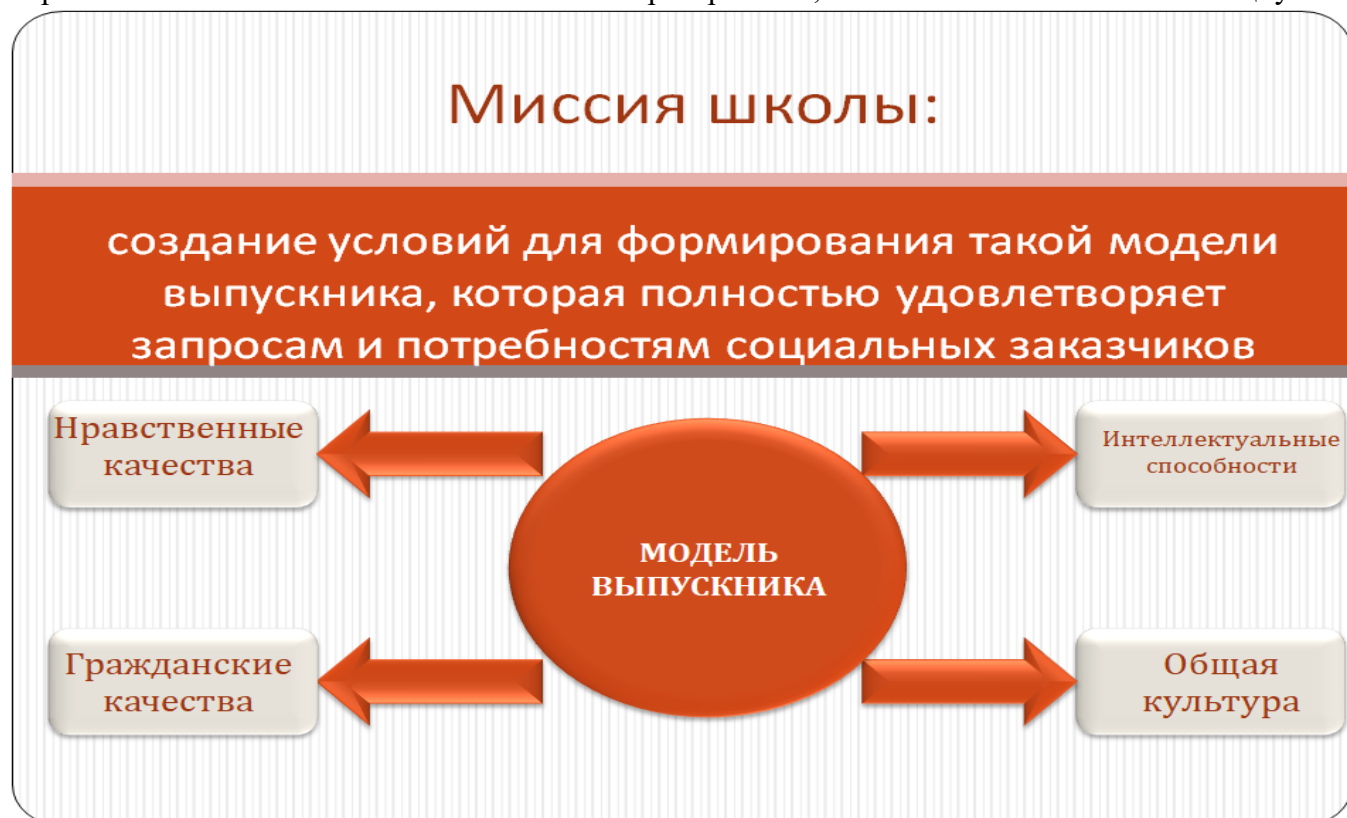 Миссия школы:
создание условий для формирования такой модели
выпускника, которая полностью удовлетворяет
запросам и потребностям социальных заказчиков
Нравственные
качества
Интеллектуальные
способности
МОДЕЛЬ
ВЫПУСКНИКА
Гражданские
качества
Общая
культура